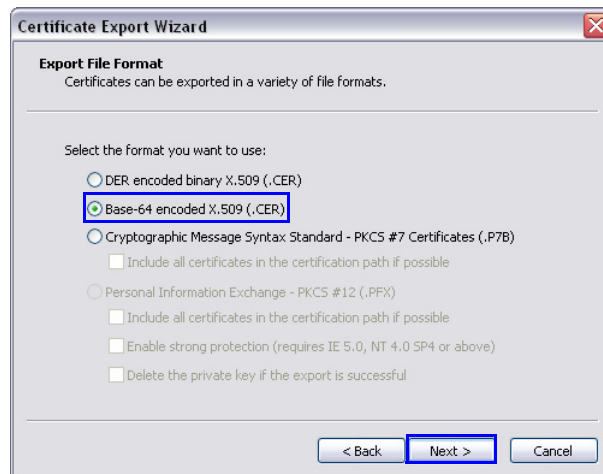 Certificate Export Wizard
Export File Format
Certificates can be exported in a variety of file formats.
Select the format you want to use:
DER encoded binary X.509 (.CER)
Base-64 encoded X.509 (.CER)
Cryptographic Message Syntax Standard - PKCS #7 Certificates (.P7B)
Include all certificates in the certification path if possible
Personal Information Exchange - PKCS #12 (.PFX)
Include all certificates in the certification path if possible
Enable strong protection (requires IE 5.0, NT 4.0 SP4 or above)
Delete the private key if the export is successful
< Back
Next >
Cancel